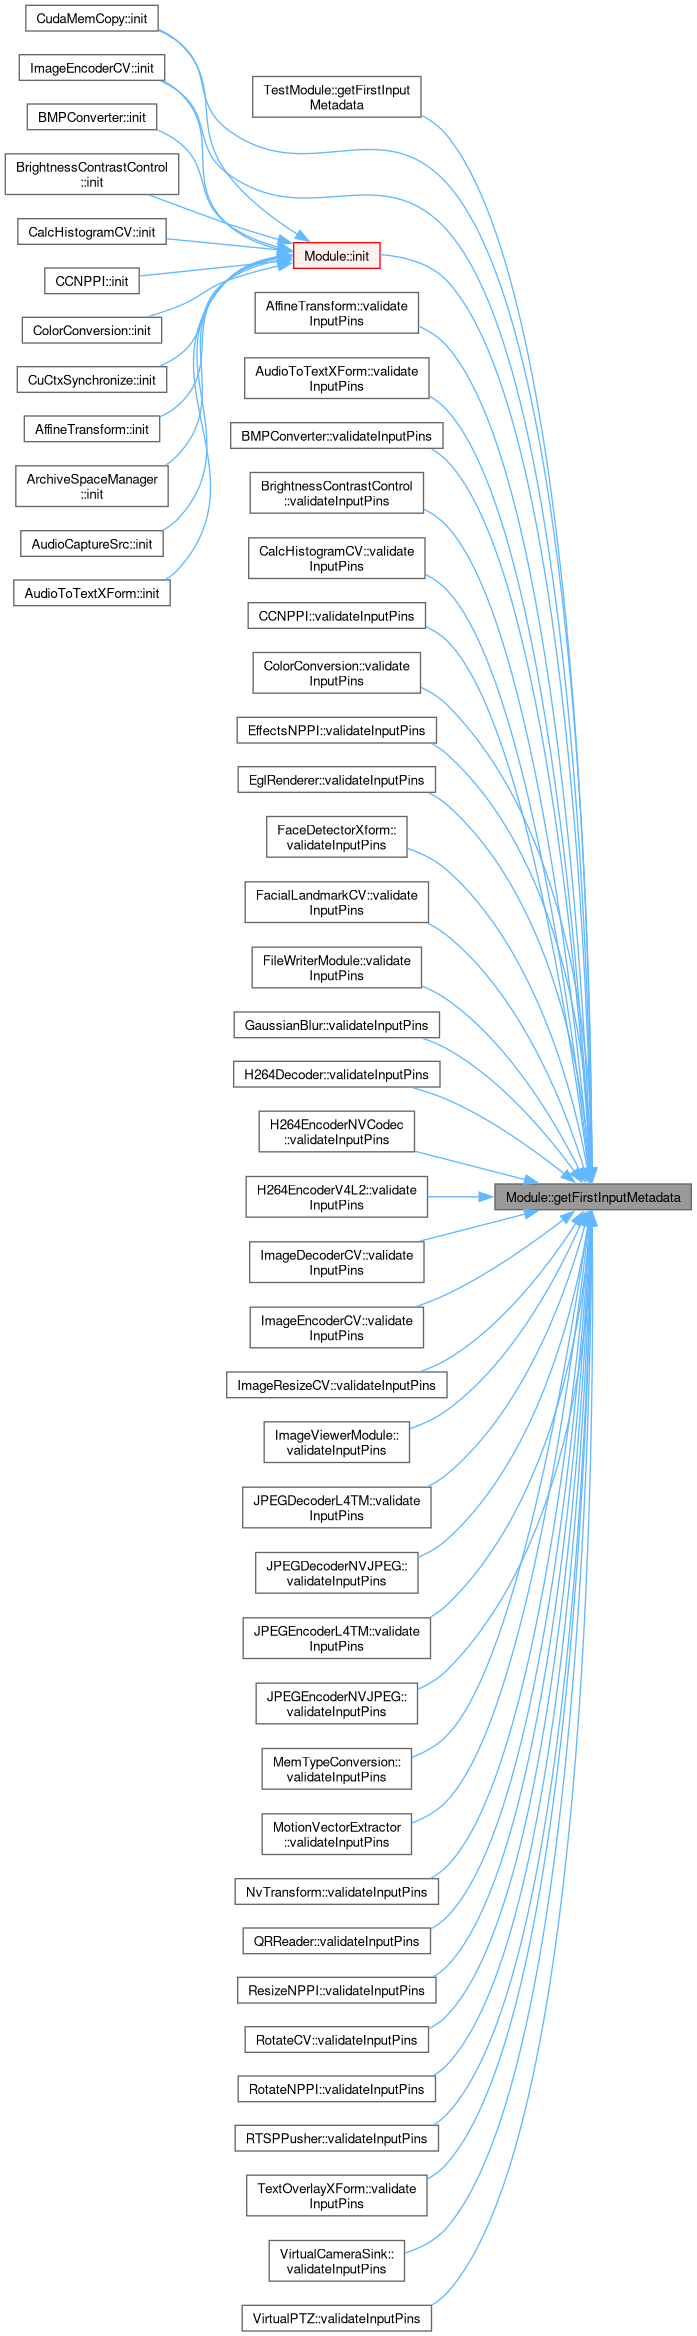 CudaMemCopy::init
ImageEncoderCV::init
BMPConverter::init
BrightnessContrastControl
::init
CalcHistogramCV::init
CCNPPI::init
ColorConversion::init
CuCtxSynchronize::init
AffineTransform::init
ArchiveSpaceManager
::init
AudioCaptureSrc::init
AudioToTextXForm::init
TestModule::getFirstInput
Metadata
Module::init
AffineTransform::validate
InputPins
AudioToTextXForm::validate
InputPins
BMPConverter::validateInputPins
BrightnessContrastControl
::validateInputPins
CalcHistogramCV::validate
InputPins
CCNPPI::validateInputPins
ColorConversion::validate
InputPins
EffectsNPPI::validateInputPins
EglRenderer::validateInputPins
FaceDetectorXform::
validateInputPins
FacialLandmarkCV::validate
InputPins
FileWriterModule::validate
InputPins
GaussianBlur::validateInputPins
H264Decoder::validateInputPins
H264EncoderNVCodec
::validateInputPins
H264EncoderV4L2::validate
InputPins
ImageDecoderCV::validate
InputPins
ImageEncoderCV::validate
InputPins
ImageResizeCV::validateInputPins
ImageViewerModule::
validateInputPins
JPEGDecoderL4TM::validate
InputPins
JPEGDecoderNVJPEG::
validateInputPins
JPEGEncoderL4TM::validate
InputPins
JPEGEncoderNVJPEG::
validateInputPins
MemTypeConversion::
validateInputPins
MotionVectorExtractor
::validateInputPins
NvTransform::validateInputPins
QRReader::validateInputPins
ResizeNPPI::validateInputPins
RotateCV::validateInputPins
RotateNPPI::validateInputPins
RTSPPusher::validateInputPins
TextOverlayXForm::validate
InputPins
VirtualCameraSink::
validateInputPins
VirtualPTZ::validateInputPins
Module::getFirstInputMetadata